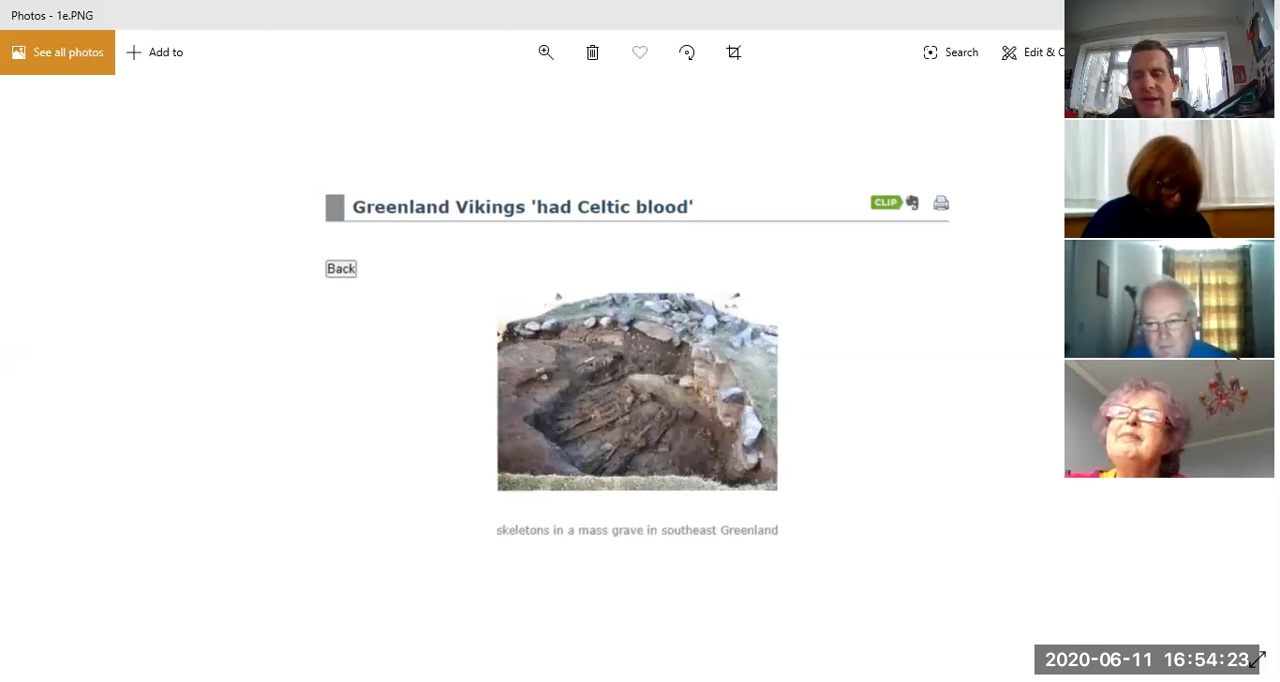 Photos - 1e.PNG
See all photos
Add to
Search
Edit & C
Greenland Vikings 'had Celtic blood'
CLIP
Back
skeletons in a mass grave in southeast Greenland
2020-06-11 16:54:23